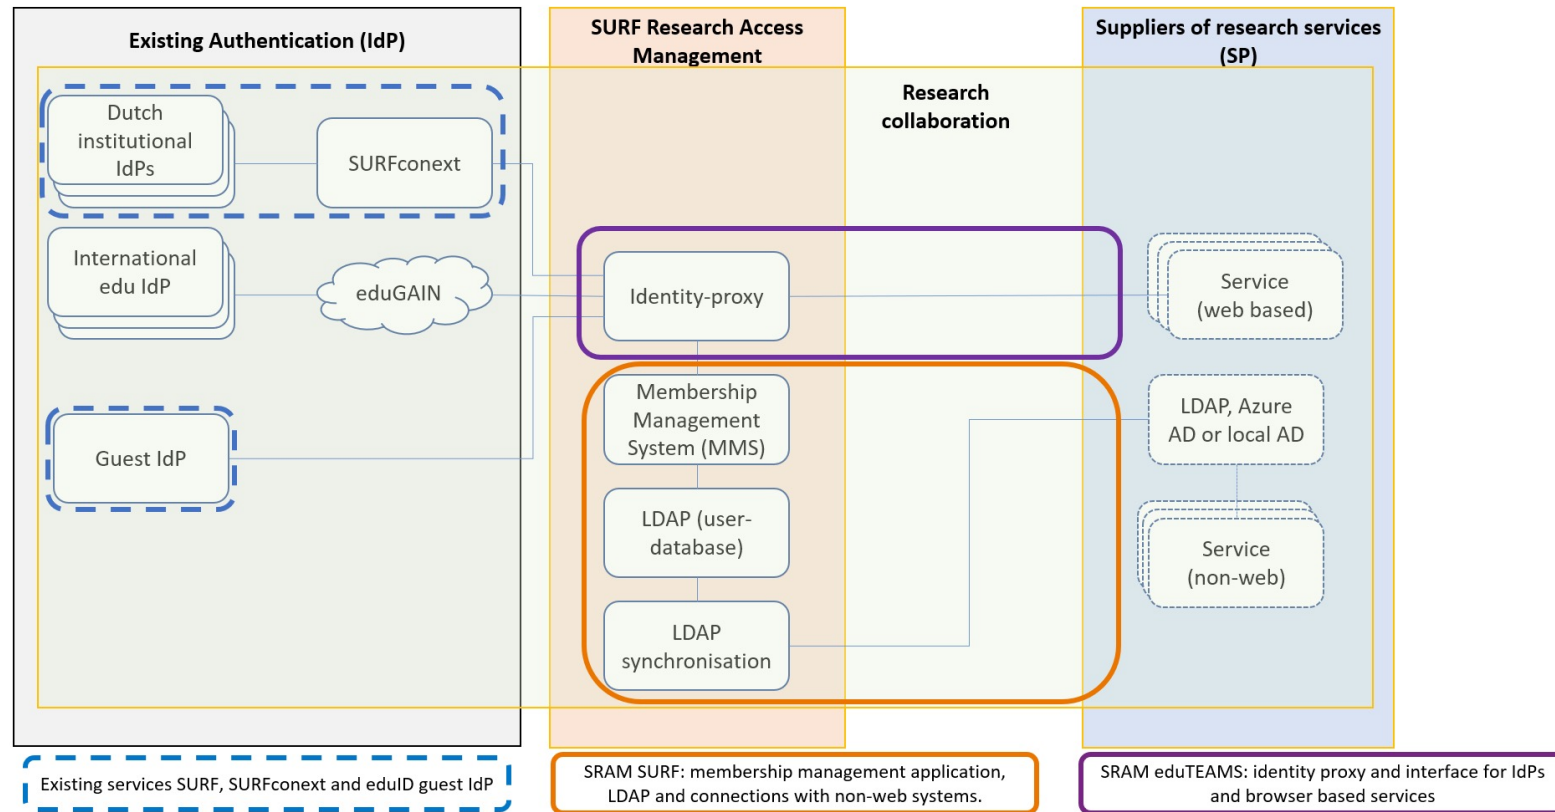 Existing Authentication (IdP)
SURF Research Access
Management
Suppliers of research services
(SP)
Research
collaboration
Dutch
institutional
IdPs
SURFconext
International
edu IdP
eduGAIN
Guest IdP
Identity-proxy
Membership
Management
System (MMS)
LDAP (user-
database)
LDAP
synchronisation
Service
(web based)
LDAP, Azure
AD or local AD
Service
(non-web)
Existing services SURF, SURFconext and eduID guest IdP
SRAM SURF: membership management application,
LDAP and connections with non-web systems.
SRAM eduTEAMS: identity proxy and interface for IdPs
and browser based services